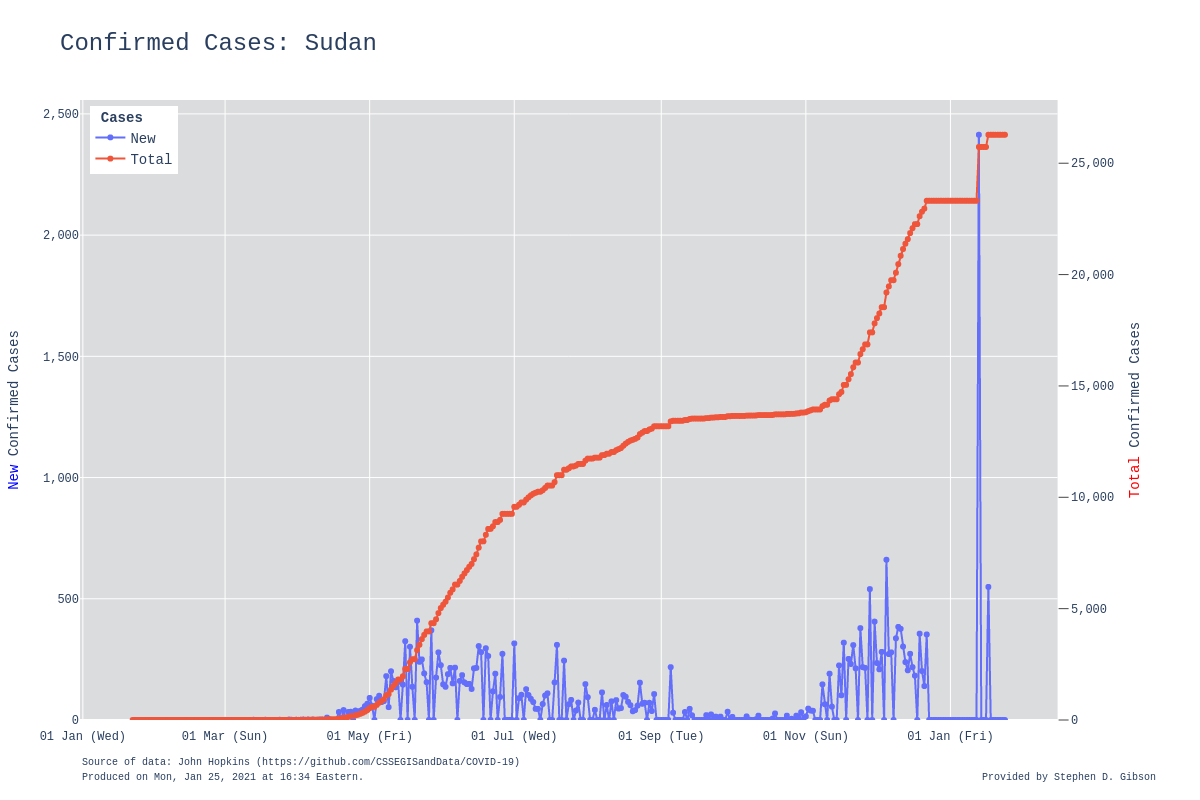 Confirmed Cases: Sudan
Cases
New
Total
2,500
2,000
1,500
1,000
500
0
25,000
20,000
15,000
10,000
5,000
0
New Confirmed Cases
Total Confirmed Cases
01 Jan (Wed)
01 Mar (Sun)
01 May (Fri)
01 Jul (Wed)
01 Sep (Tue)
01 Nov (Sun)
01 Jan (Fri)
Source of data: John Hopkins (https://github.com/CSSEGISandData/COVID-19)
Produced on Mon, Jan 25, 2021 at 16:34 Eastern.
Provided by Stephen D. Gibson